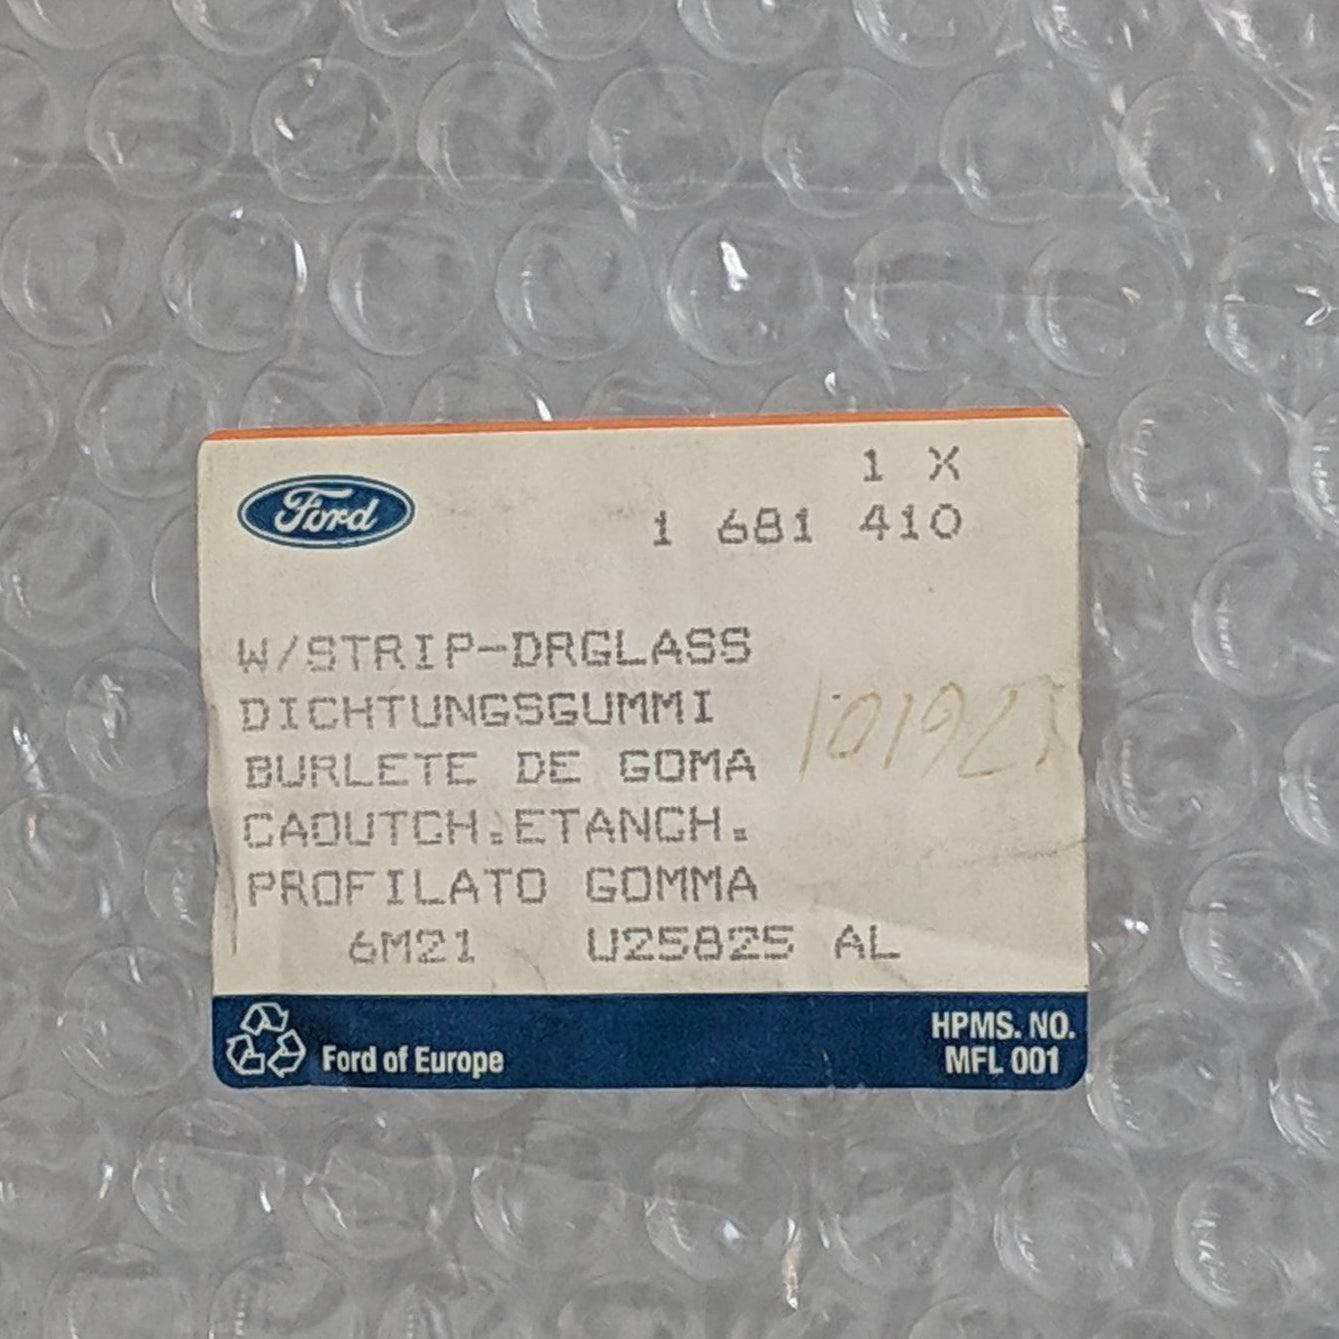 1 X
Ford
1 681 410
W/STRIP-DRGLASS
DICHTUNGSGUMMI
BURLETE DE GOMA
CAOUTCH.ETANCH.
PROFILATO GOMMA
6M21 U25825 AL
Ford of Europe
HPMS. NO.
MFL 001